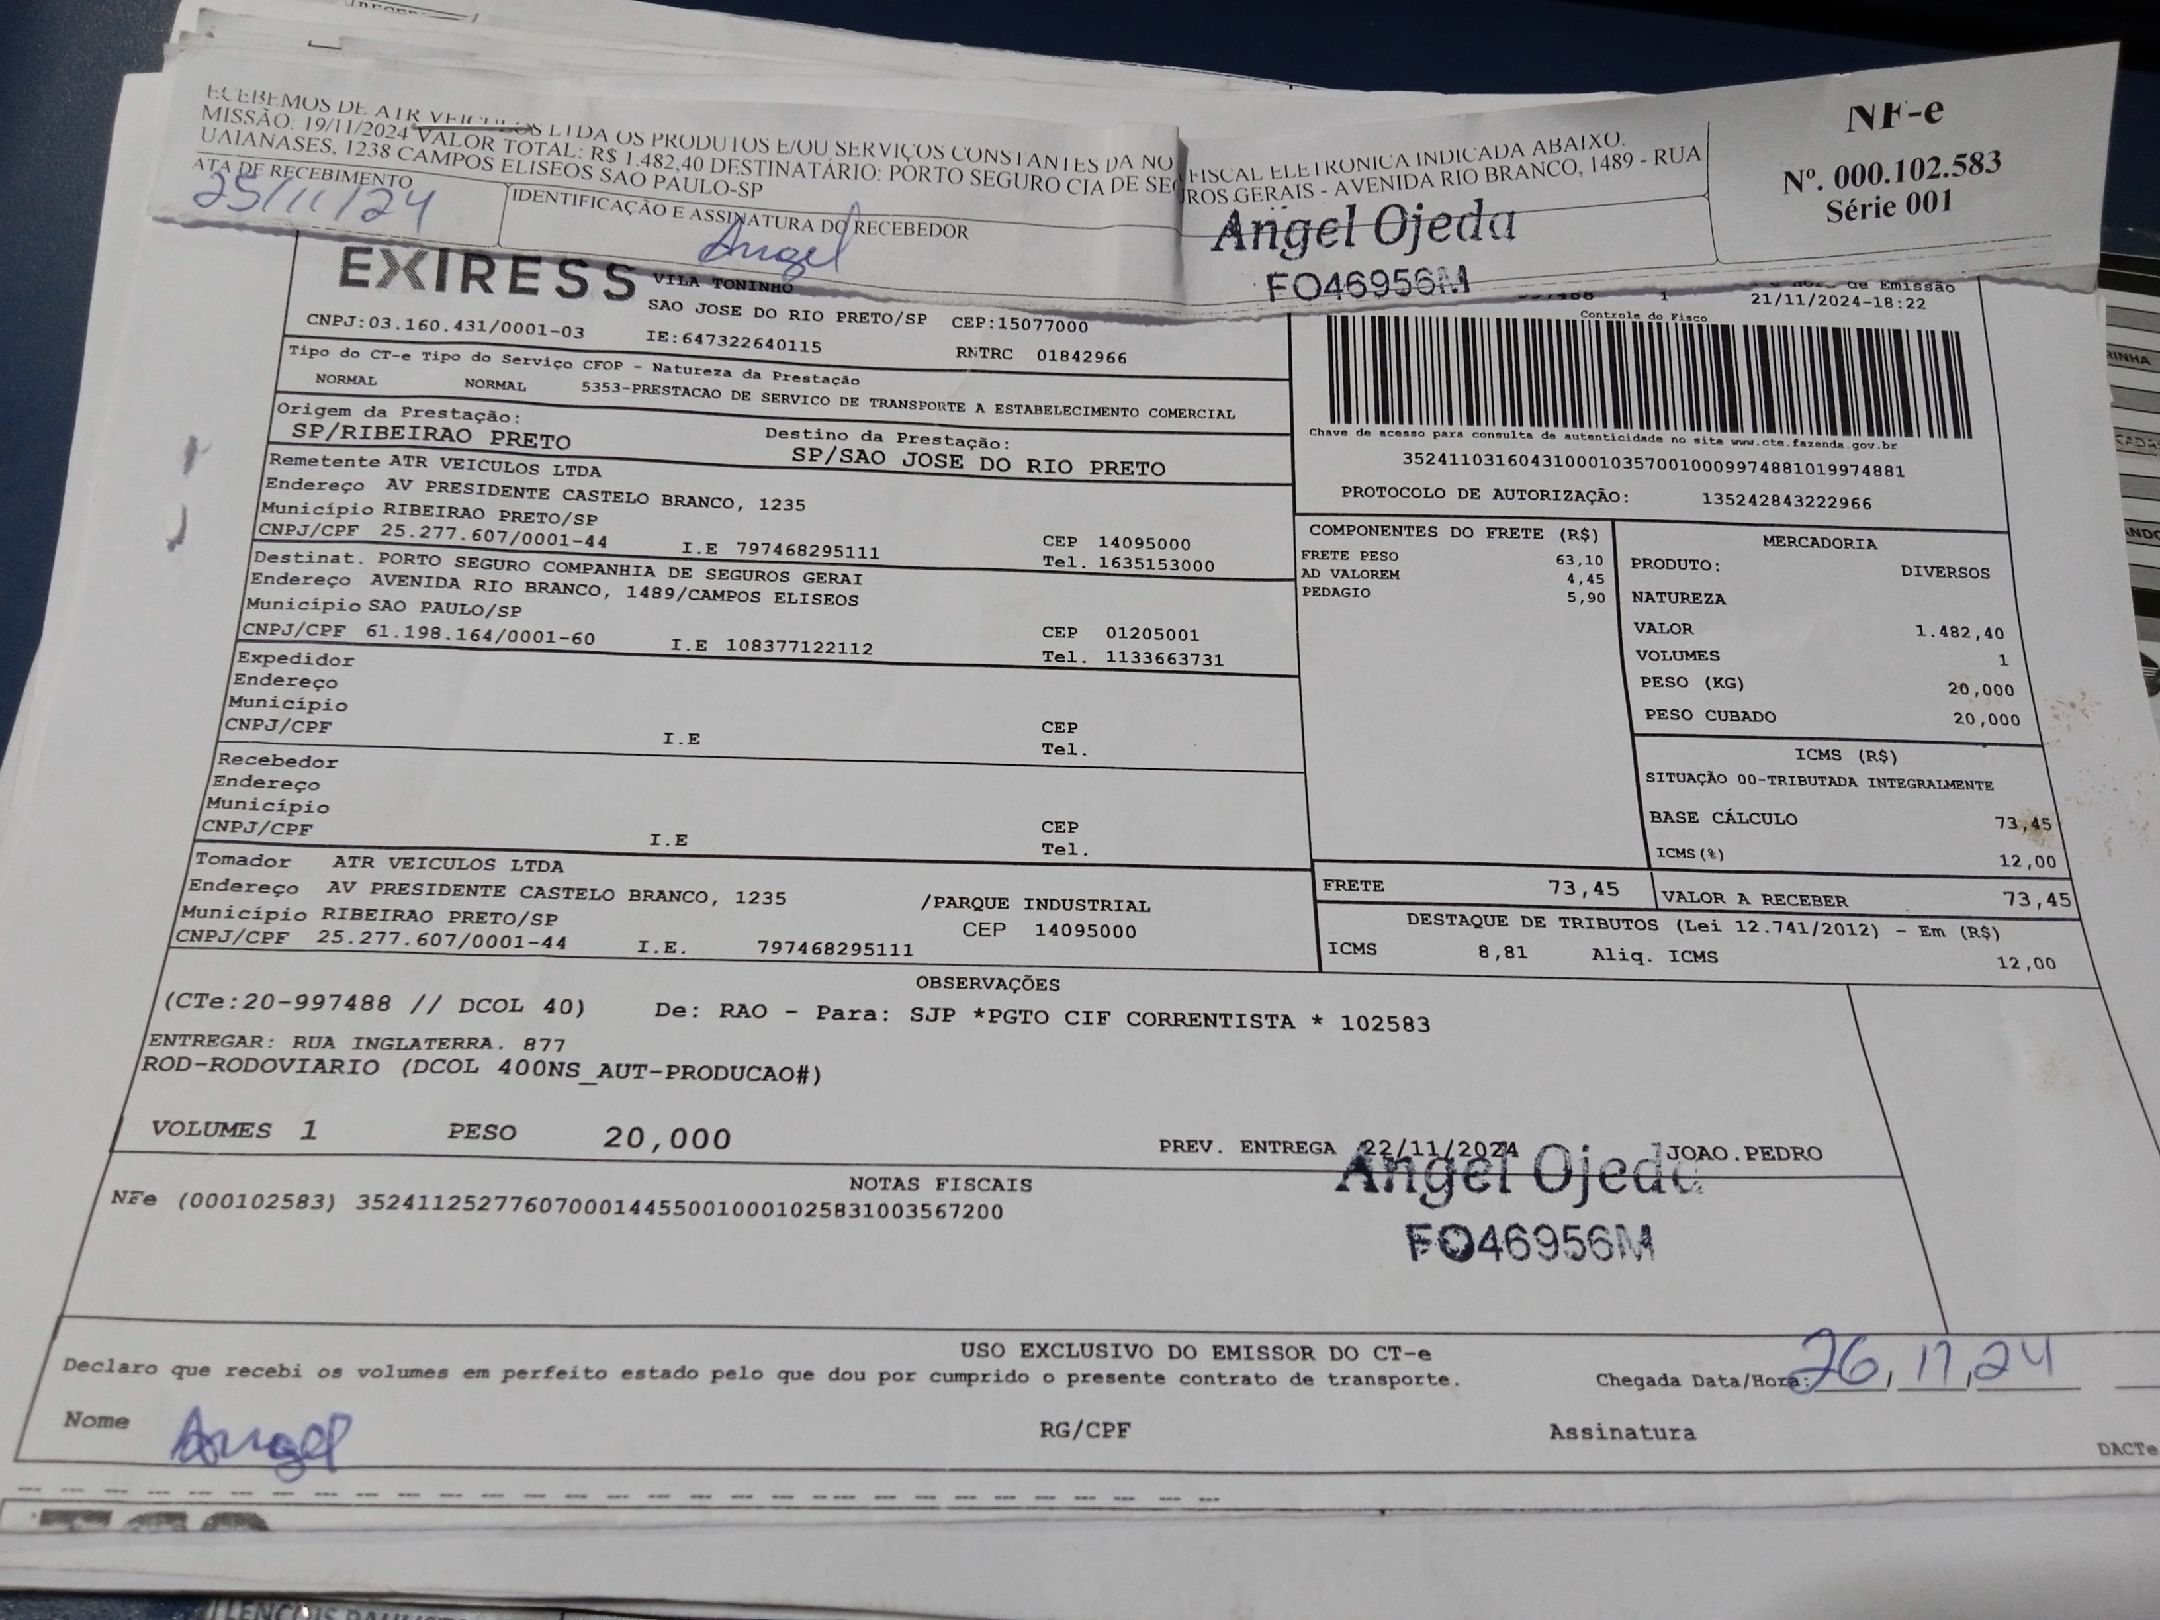 ECEBEMOS DE ATR VEICULOS LTDA OS PRODUTOS E/OU SERVIÇOS CONSTANTES DA NO FISCAL ELETRONICA INDICADA ABAIXO.
MISSÃO: 19/11/2024 VALOR TOTAL: R$ 1.482,40 DESTINATÁRIO: PORTO SEGURO CIA DE SEGUROS GERAIS - AVENIDA RIO BRANCO, 1489 - RUA
UAIANASES, 1238 CAMPOS ELISEOS SAO PAULO-SP
NF-e
Nº. 000.102.583
Série 001
ATA DE RECEBIMENTO
25/11/24
IDENTIFICAÇÃO E ASSINATURA DO RECEBEDOR
Angel
Angel Ojeda
FO46956M
VILA TONINHO
SAO JOSE DO RIO PRETO/SP CEP:15077000
CNPJ:03.160.431/0001-03 IE:647322640115 RNTRC 01842966
1 de Emissão
21/11/2024-18:22
Controle do Fisco
Tipo do CT-e Tipo do Serviço CFOP - Natureza da Prestação
NORMAL NORMAL 5353-PRESTACAO DE SERVICO DE TRANSPORTE A ESTABELECIMENTO COMERCIAL
Origem da Prestação: Destino da Prestação:
SP/RIBEIRAO PRETO SP/SAO JOSE DO RIO PRETO
Chave de acesso para consulta de autenticidade no site www.cte.fazenda.gov.br
35241103160431000103570010009974881019974881
PROTOCOLO DE AUTORIZAÇÃO: 135242843222966
Remetente ATR VEICULOS LTDA
Endereço AV PRESIDENTE CASTELO BRANCO, 1235
Município RIBEIRAO PRETO/SP CEP 14095000
CNPJ/CPF 25.277.607/0001-44 I.E 797468295111 Tel. 1635153000
Destinat. PORTO SEGURO COMPANHIA DE SEGUROS GERAI
Endereço AVENIDA RIO BRANCO, 1489/CAMPOS ELISEOS
Município SAO PAULO/SP CEP 01205001
CNPJ/CPF 61.198.164/0001-60 I.E 108377122112 Tel. 1133663731
Expedidor
Endereço
Município CEP
CNPJ/CPF I.E Tel.
Recebedor
Endereço
Município CEP
CNPJ/CPF I.E Tel.
Tomador ATR VEICULOS LTDA
Endereço AV PRESIDENTE CASTELO BRANCO, 1235 /PARQUE INDUSTRIAL
Município RIBEIRAO PRETO/SP CEP 14095000
CNPJ/CPF 25.277.607/0001-44 I.E. 797468295111
COMPONENTES DO FRETE (R$)
FRETE PESO 63,10
AD VALOREM 4,45
PEDAGIO 5,90
MERCADORIA
PRODUTO: DIVERSOS
NATUREZA
VALOR 1.482,40
VOLUMES 1
PESO (KG) 20,000
PESO CUBADO 20,000
ICMS (R$)
SITUAÇÃO 00-TRIBUTADA INTEGRALMENTE
BASE CÁLCULO 73,45
ICMS(%) 12,00
FRETE 73,45 VALOR A RECEBER 73,45
DESTAQUE DE TRIBUTOS (Lei 12.741/2012) - Em (R$)
ICMS 8,81 Aliq. ICMS 12,00
OBSERVAÇÕES
(CTe:20-997488 // DCOL 40) De: RAO - Para: SJP *PGTO CIF CORRENTISTA * 102583
ENTREGAR: RUA INGLATERRA. 877
ROD-RODOVIARIO (DCOL 400NS_AUT-PRODUCAO#)
VOLUMES 1 PESO 20,000 PREV. ENTREGA 22/11/2024 JOAO.PEDRO
Angel Ojeda
FO46956M
NOTAS FISCAIS
NFe (000102583) 35241125277607000144550010001025831003567200
USO EXCLUSIVO DO EMISSOR DO CT-e
Declaro que recebi os volumes em perfeito estado pelo que dou por cumprido o presente contrato de transporte.
Chegada Data/Hora: 26,11,24
Nome Angel RG/CPF Assinatura
DACTe